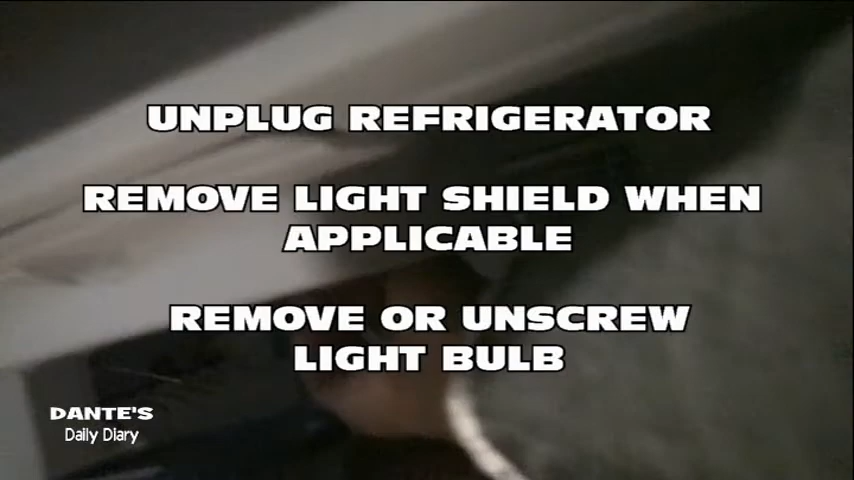 UNPLUG REFRIGERATOR
REMOVE LIGHT SHIELD WHEN
APPLICABLE
REMOVE OR UNSCREW
LIGHT BULB
DANTE'S
Daily Diary